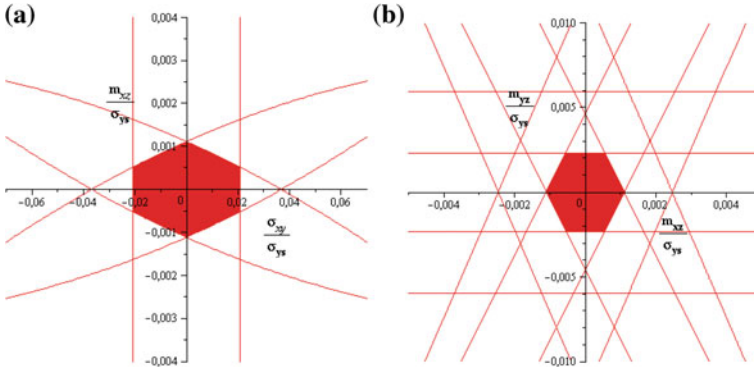 (a)
0,004
0,003
m_xz / σ_ys
0,002
0,001
−0,06 −0,04 −0,02 0 0,02 0,04 0,06
σ_xy / σ_ys
−0,001
−0,002
−0,003
−0,004
(b)
0,010
m_yz / σ_ys
0,005
−0,004 −0,002 0 0,002 0,004
m_xz / σ_ys
−0,005
−0,010